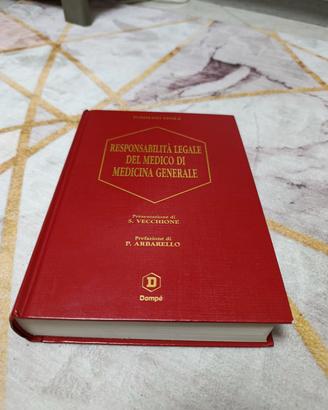 RESPONSABILITÀ LEGALE
DEL MEDICO DI
MEDICINA GENERALE
Presentazione di
S. VECCHIONE
Prefazione di
P. ARBARELLO
D
Dompé